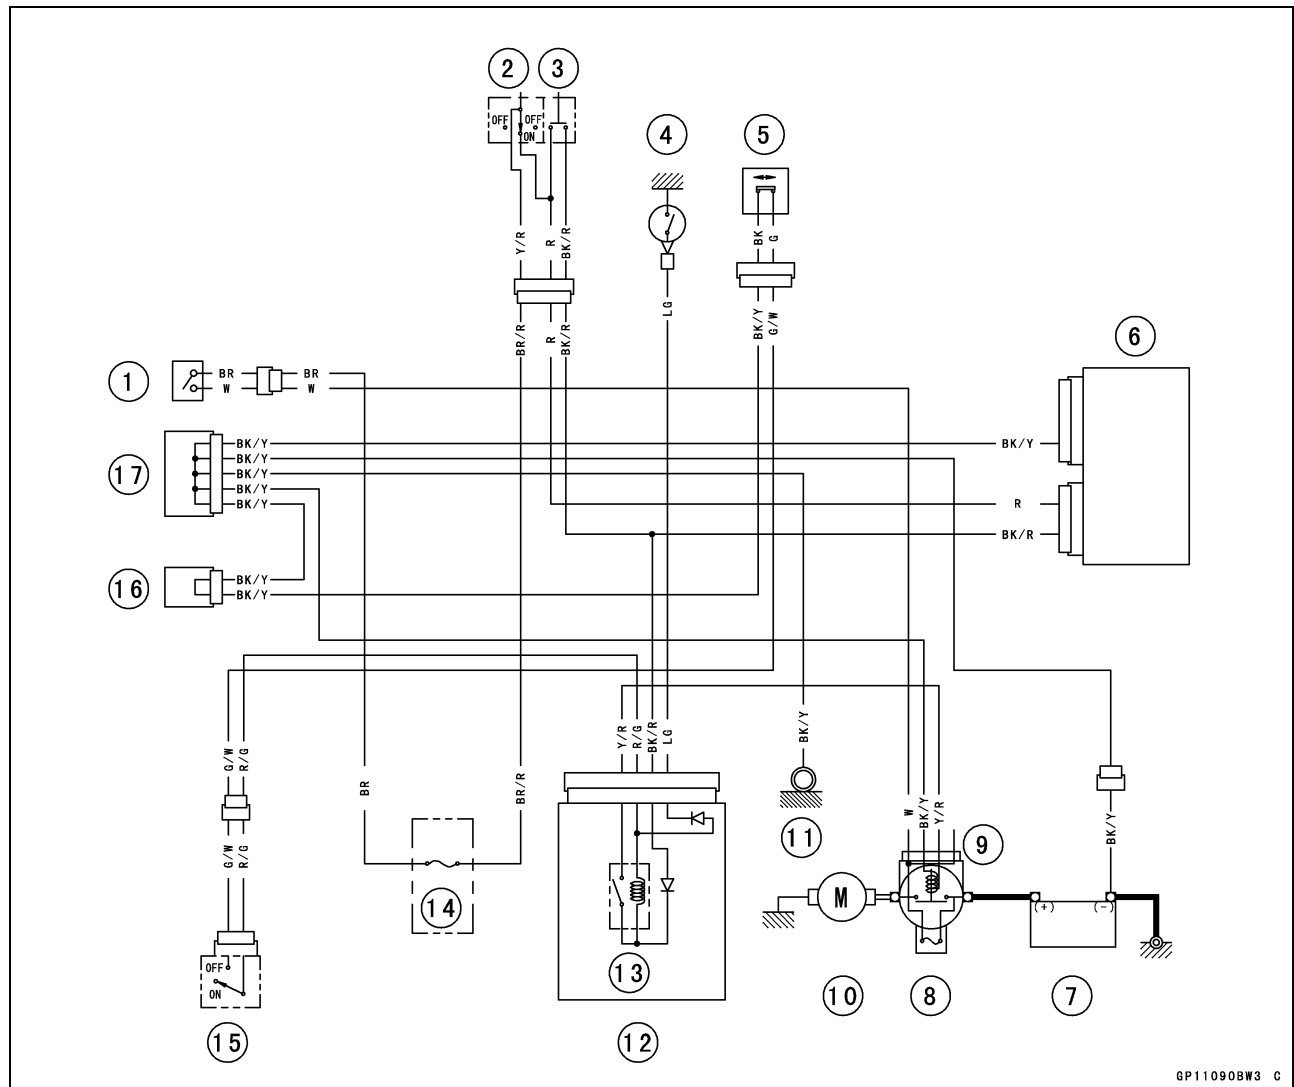 2
3
OFF
OFF
ON
4
5
Y/R
R
BK/R
BK
G
LG
BR/R
R
BK/R
BK/Y
G/W
6
1
BR
BR
W
W
17
BK/Y
BK/Y
BK/Y
BK/Y
BK/Y
BK/Y
R
BK/R
16
BK/Y
BK/Y
G/W
R/G
BR
BR/R
Y/R
R/G
BK/R
LG
BK/Y
W
BK/Y
Y/R
BK/Y
G/W
R/G
11
9
14
M
(+)
(-)
OFF
ON
13
10
8
7
15
12
GP11090BW3 C